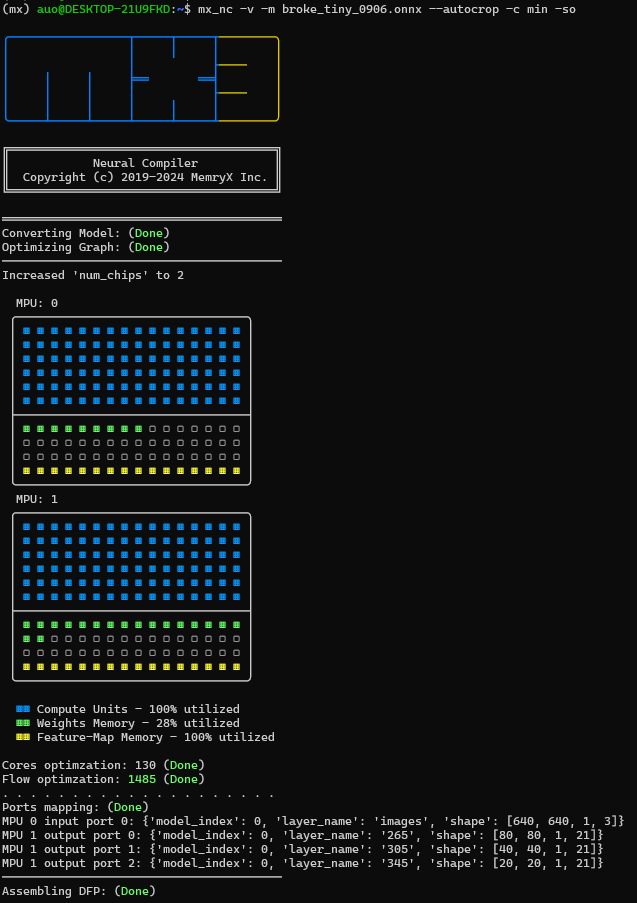 (mx) auo@DESKTOP-21U9FKD:~$ mx_nc -v -m broke_tiny_0906.onnx --autocrop -c min -so
Neural Compiler
Copyright (c) 2019-2024 MemryX Inc.
Converting Model: (Done)
Optimizing Graph: (Done)
Increased 'num_chips' to 2
MPU: 0
MPU: 1
Compute Units - 100% utilized
Weights Memory - 28% utilized
Feature-Map Memory - 100% utilized
Cores optimzation: 130 (Done)
Flow optimzation: 1485 (Done)
. . . . . . . . . . . . . . . . . . . .
Ports mapping: (Done)
MPU 0 input port 0: {'model_index': 0, 'layer_name': 'images', 'shape': [640, 640, 1, 3]}
MPU 1 output port 0: {'model_index': 0, 'layer_name': '265', 'shape': [80, 80, 1, 21]}
MPU 1 output port 1: {'model_index': 0, 'layer_name': '305', 'shape': [40, 40, 1, 21]}
MPU 1 output port 2: {'model_index': 0, 'layer_name': '345', 'shape': [20, 20, 1, 21]}
Assembling DFP: (Done)